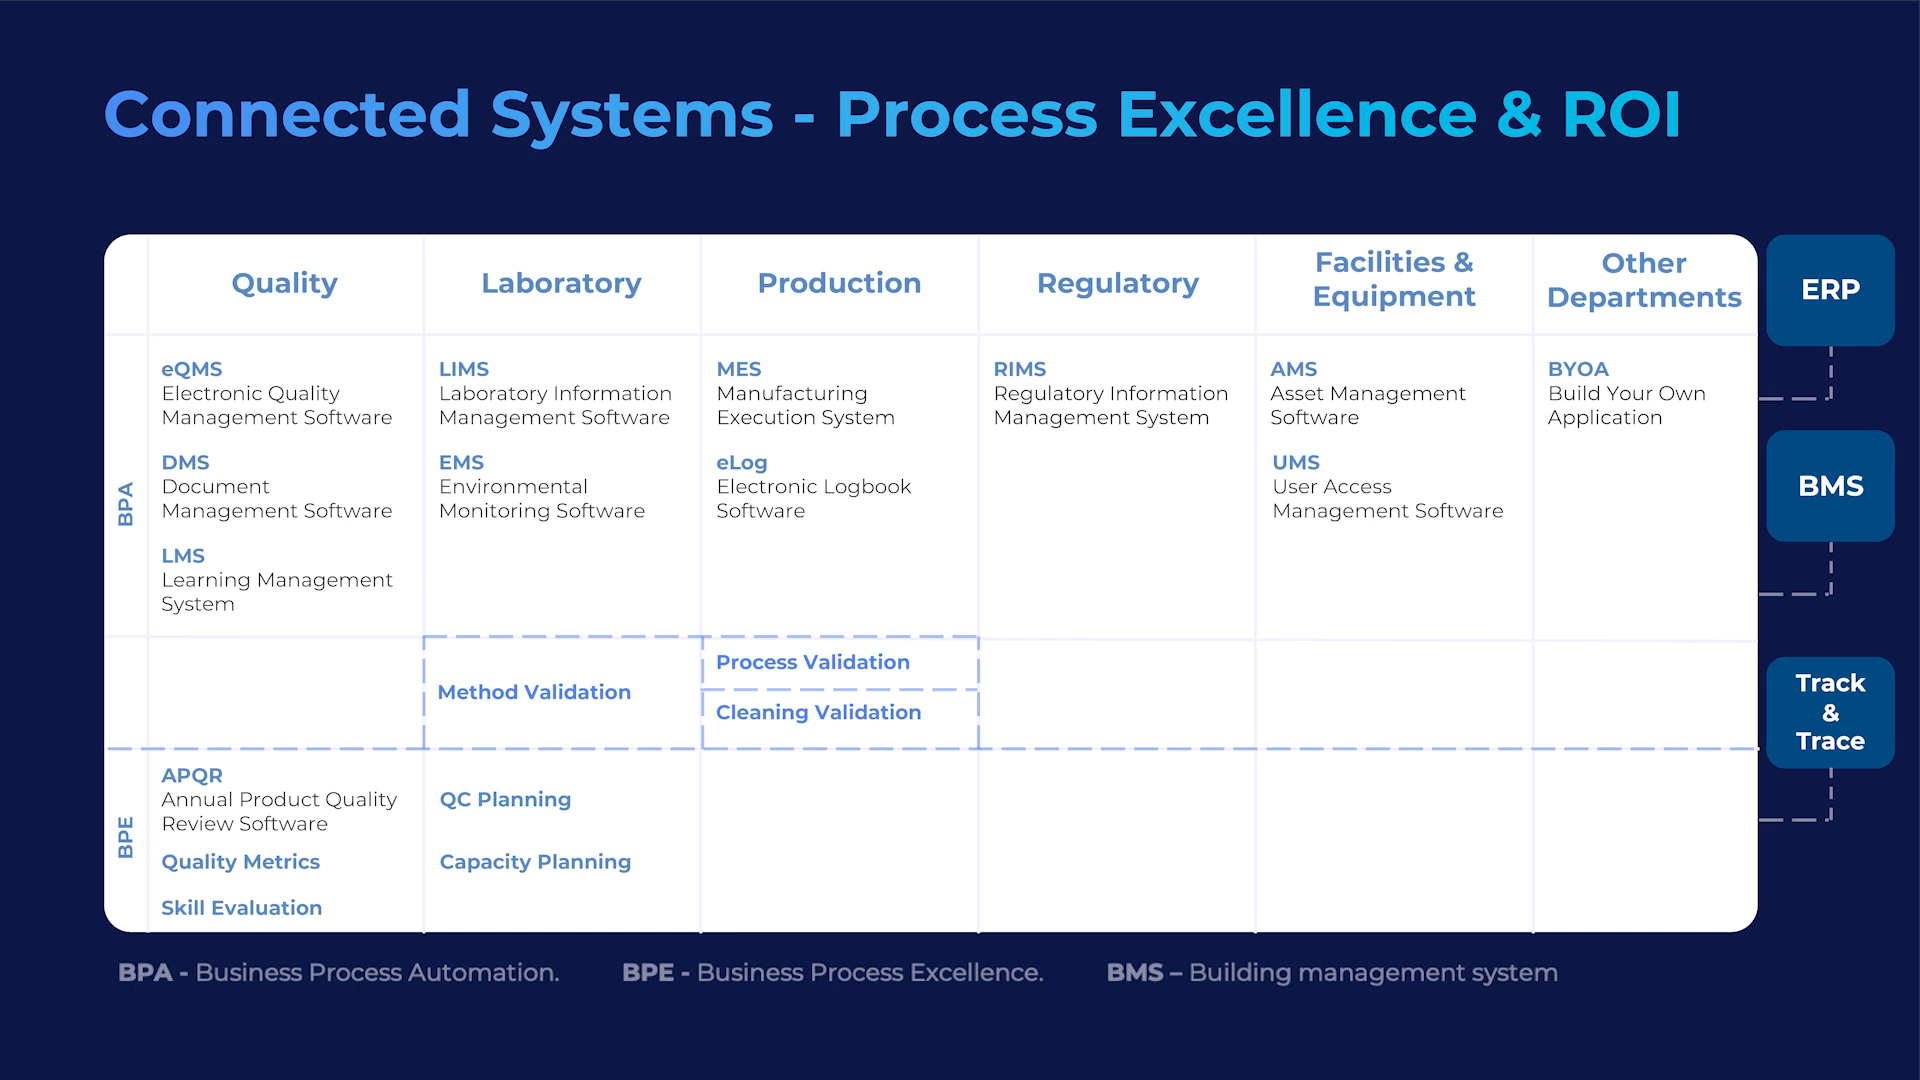 Connected Systems - Process Excellence & ROI
Quality
Laboratory
Production
Regulatory
Facilities &
Equipment
Other
Departments
BPA
eQMS
Electronic Quality
Management Software
DMS
Document
Management Software
LMS
Learning Management
System
LIMS
Laboratory Information
Management Software
EMS
Environmental
Monitoring Software
MES
Manufacturing
Execution System
eLog
Electronic Logbook
Software
RIMS
Regulatory Information
Management System
AMS
Asset Management
Software
UMS
User Access
Management Software
BYOA
Build Your Own
Application
Method Validation
Process Validation
Cleaning Validation
BPE
APQR
Annual Product Quality
Review Software
Quality Metrics
Skill Evaluation
QC Planning
Capacity Planning
ERP
BMS
Track
&
Trace
BPA - Business Process Automation.
BPE - Business Process Excellence.
BMS – Building management system